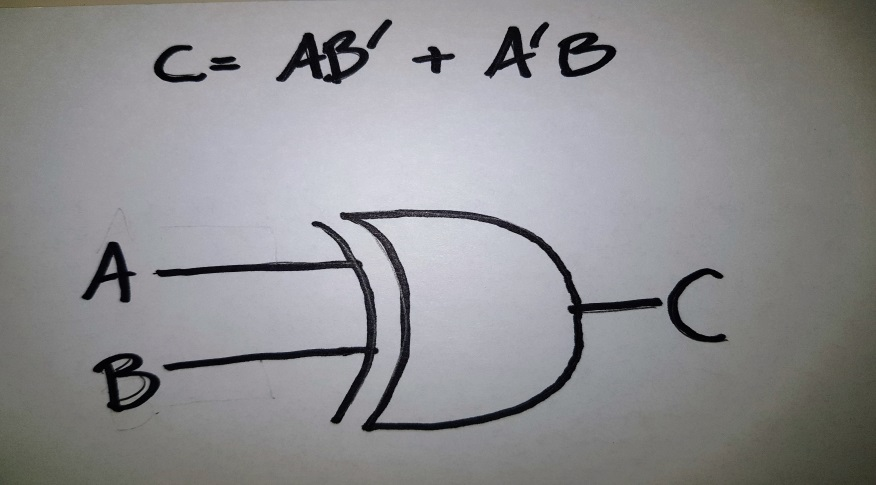 C= AB' + A'B
A
C
B